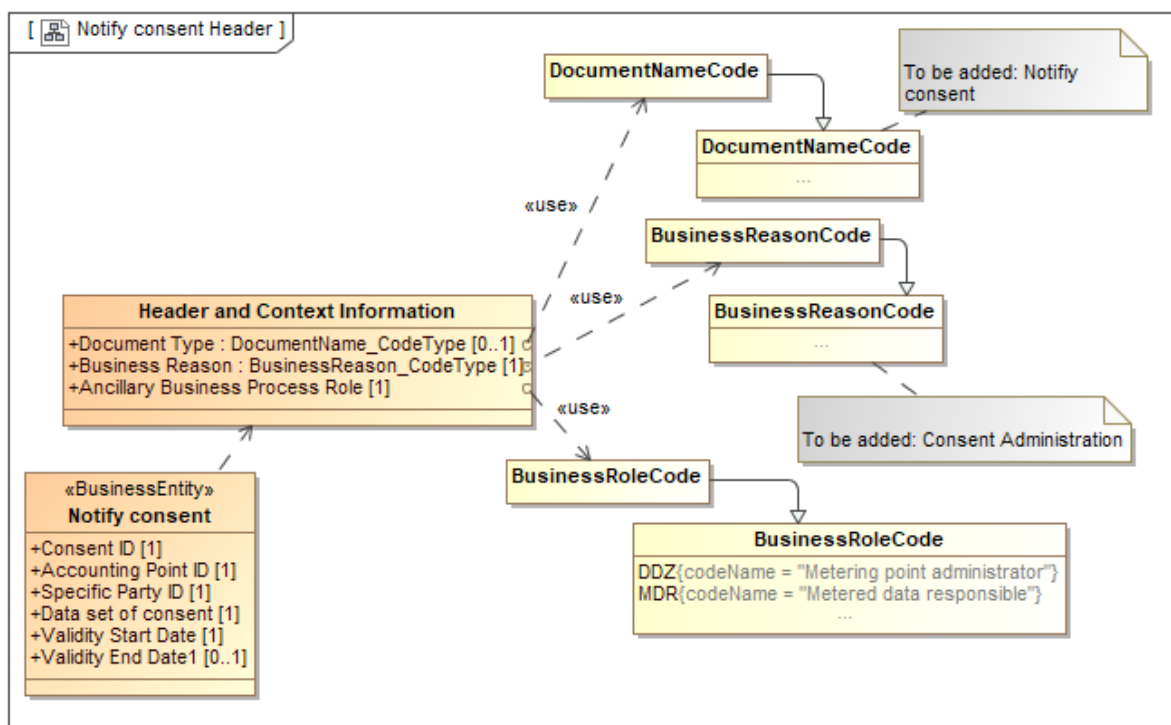 [ Notify consent Header ]
DocumentNameCode
To be added: Notifiy
consent
DocumentNameCode
...
«use»
BusinessReasonCode
«use»
BusinessReasonCode
...
Header and Context Information
+Document Type : DocumentName_CodeType [0..1]
+Business Reason : BusinessReason_CodeType [1]
+Ancillary Business Process Role [1]
«use»
To be added: Consent Administration
BusinessRoleCode
«BusinessEntity»
Notify consent
+Consent ID [1]
+Accounting Point ID [1]
+Specific Party ID [1]
+Data set of consent [1]
+Validity Start Date [1]
+Validity End Date1 [0..1]
BusinessRoleCode
DDZ{codeName = "Metering point administrator"}
MDR{codeName = "Metered data responsible"}
...